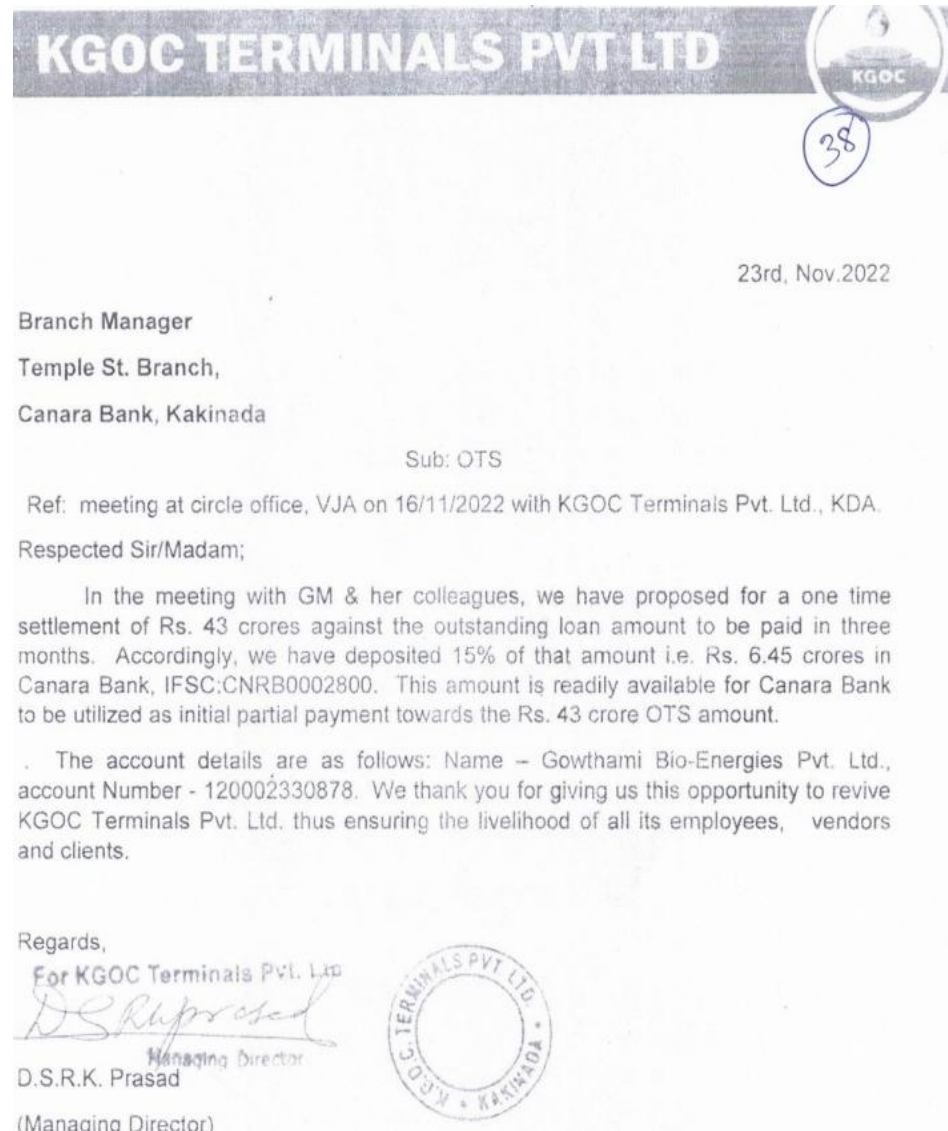 KGOC TERMINALS PVT LTD
KGOC
38
23rd, Nov.2022
Branch Manager
Temple St. Branch,
Canara Bank, Kakinada
Sub: OTS
Ref: meeting at circle office, VJA on 16/11/2022 with KGOC Terminals Pvt. Ltd., KDA.
Respected Sir/Madam;
In the meeting with GM & her colleagues, we have proposed for a one time
settlement of Rs. 43 crores against the outstanding loan amount to be paid in three
months. Accordingly, we have deposited 15% of that amount i.e. Rs. 6.45 crores in
Canara Bank, IFSC:CNRB0002800. This amount is readily available for Canara Bank
to be utilized as initial partial payment towards the Rs. 43 crore OTS amount.
. The account details are as follows: Name – Gowthami Bio-Energies Pvt. Ltd.,
account Number - 120002330878. We thank you for giving us this opportunity to revive
KGOC Terminals Pvt. Ltd. thus ensuring the livelihood of all its employees, vendors
and clients.
Regards,
For KGOC Terminals Pvt. Ltd
DSRKprasad
Managing Director
K.G.O.C. TERMINALS PVT LTD. * KAKINADA *
D.S.R.K. Prasad
(Managing Director)